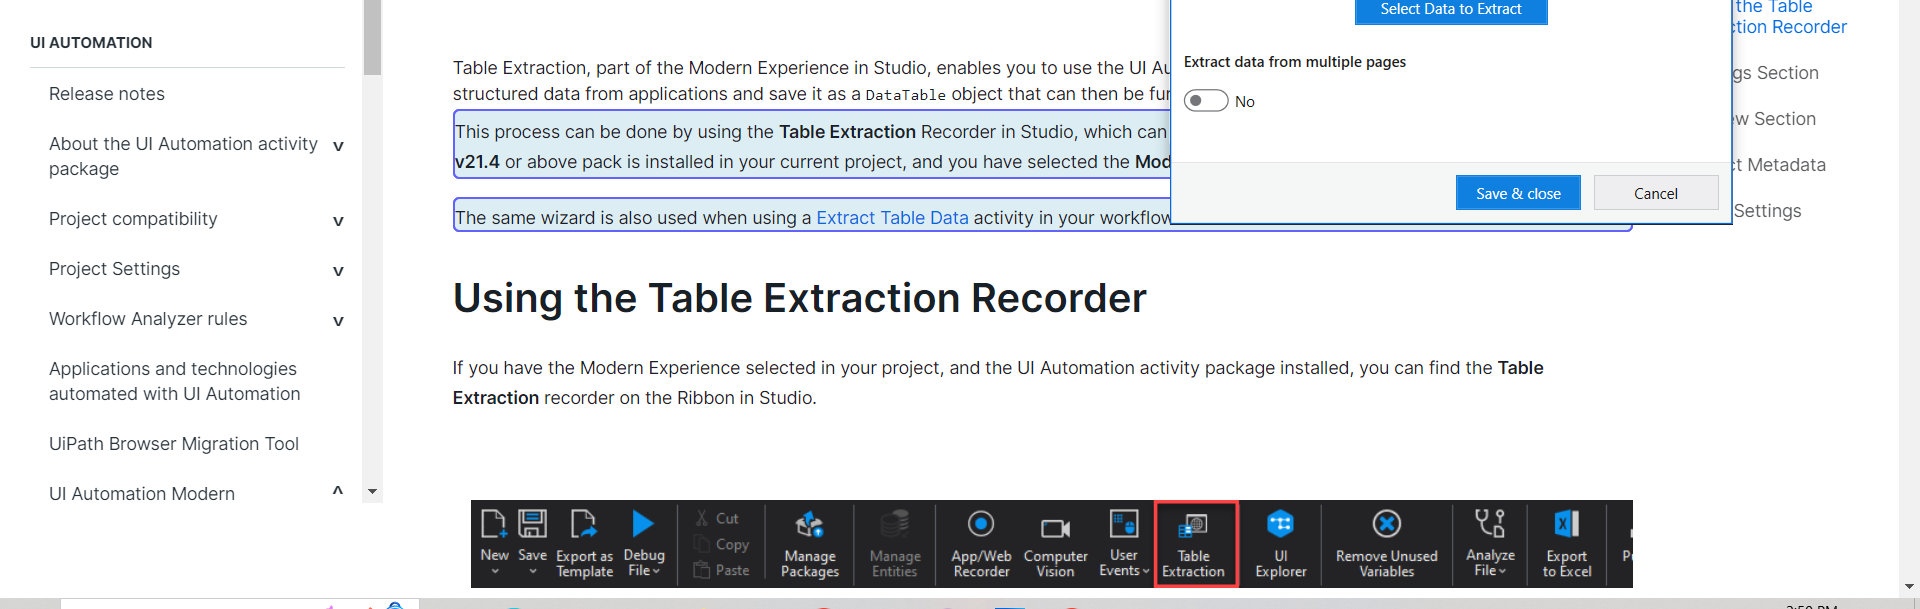 UI AUTOMATION
Release notes
About the UI Automation activity
package
Project compatibility
Project Settings
Workflow Analyzer rules
Applications and technologies
automated with UI Automation
UiPath Browser Migration Tool
UI Automation Modern
Table Extraction, part of the Modern Experience in Studio, enables you to use the UI
structured data from applications and save it as a DataTable object that can then be
This process can be done by using the Table Extraction Recorder in Studio, which can
v21.4 or above pack is installed in your current project, and you have selected the
The same wizard is also used when using a Extract Table Data activity in your workflow
Using the Table Extraction Recorder
If you have the Modern Experience selected in your project, and the UI Automation activity package installed, you can find the Table
Extraction recorder on the Ribbon in Studio.
New
Save
Export as
Template
Debug
File
Cut
Copy
Paste
Manage
Packages
Manage
Entities
App/Web
Recorder
Computer
Vision
User
Events
Table
Extraction
UI
Explorer
Remove Unused
Variables
Analyze
File
Export
to Excel
Select Data to Extract
Extract data from multiple pages
No
Save & close
Cancel
the Table
Recorder
Section
Section
Metadata
Settings